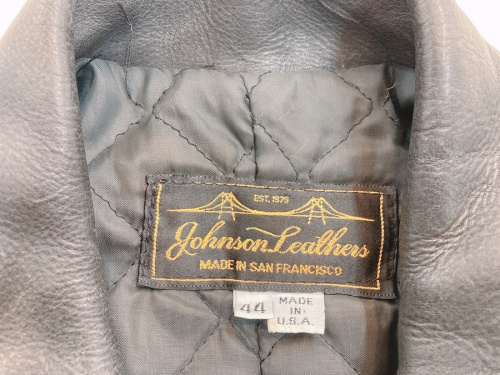 EST. 1979
Johnson Leathers
MADE IN SAN FRANCISCO
44
MADE
IN
U.S.A.